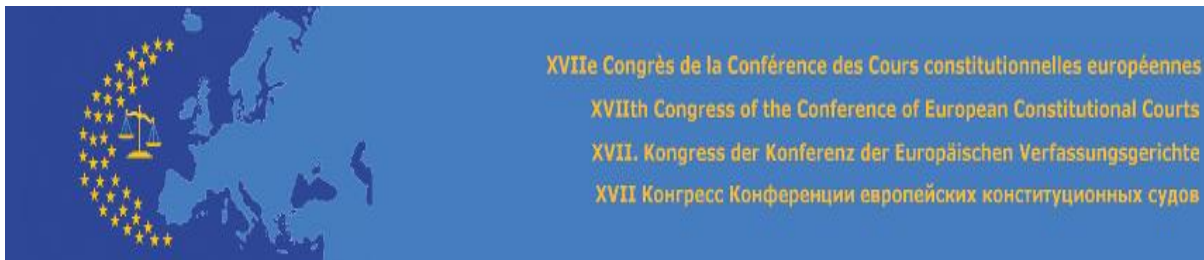 XVIIe Congrès de la Conférence des Cours constitutionnelles européennes
XVIIth Congress of the Conference of European Constitutional Courts
XVII. Kongress der Konferenz der Europäischen Verfassungsgerichte
XVII Конгресс Конференции европейских конституционных судов